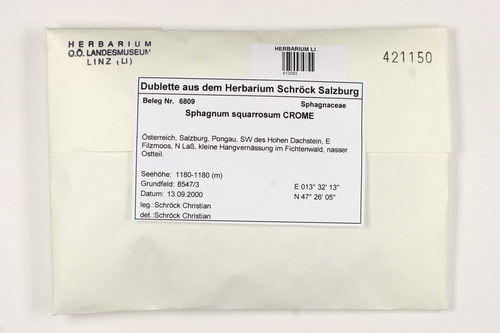 HERBARIUM
O.Ö. LANDESMUSEUM
LINZ (LI)
HERBARIUM LI
421150
Dublette aus dem Herbarium Schröck Salzburg
Beleg Nr. 6809 Sphagnaceae
Sphagnum squarrosum CROME
Österreich, Salzburg, Pongau, SW des Hohen Dachstein, E
Filzmoos, N Laß, kleine Hangvernässung im Fichtenwald, nasser
Ostteil.
Seehöhe: 1180-1180 (m)
Grundfeld: 8547/3 E 013° 32' 13"
Datum: 13.09.2000 N 47° 26' 05"
leg.:Schröck Christian
det.:Schröck Christian